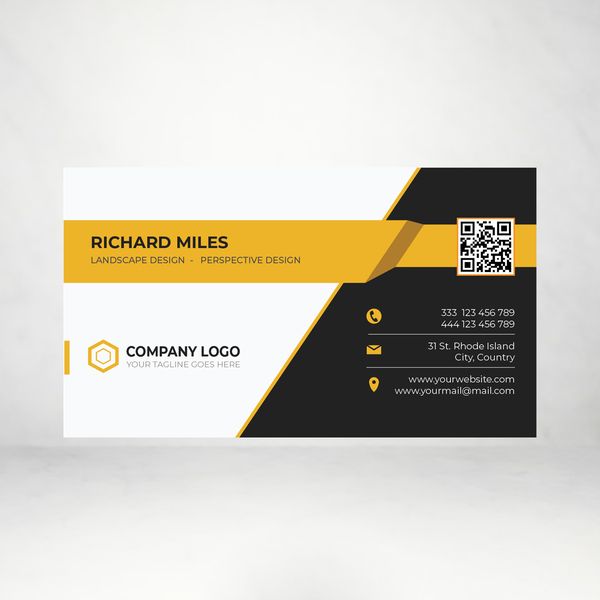 RICHARD MILES
LANDSCAPE DESIGN - PERSPECTIVE DESIGN
COMPANY LOGO
YOUR TAGLINE GOES HERE
333 123 456 789
444 123 456 789
31 St. Rhode Island
City, Country
www.yourwebsite.com
www.yourmail@mail.com